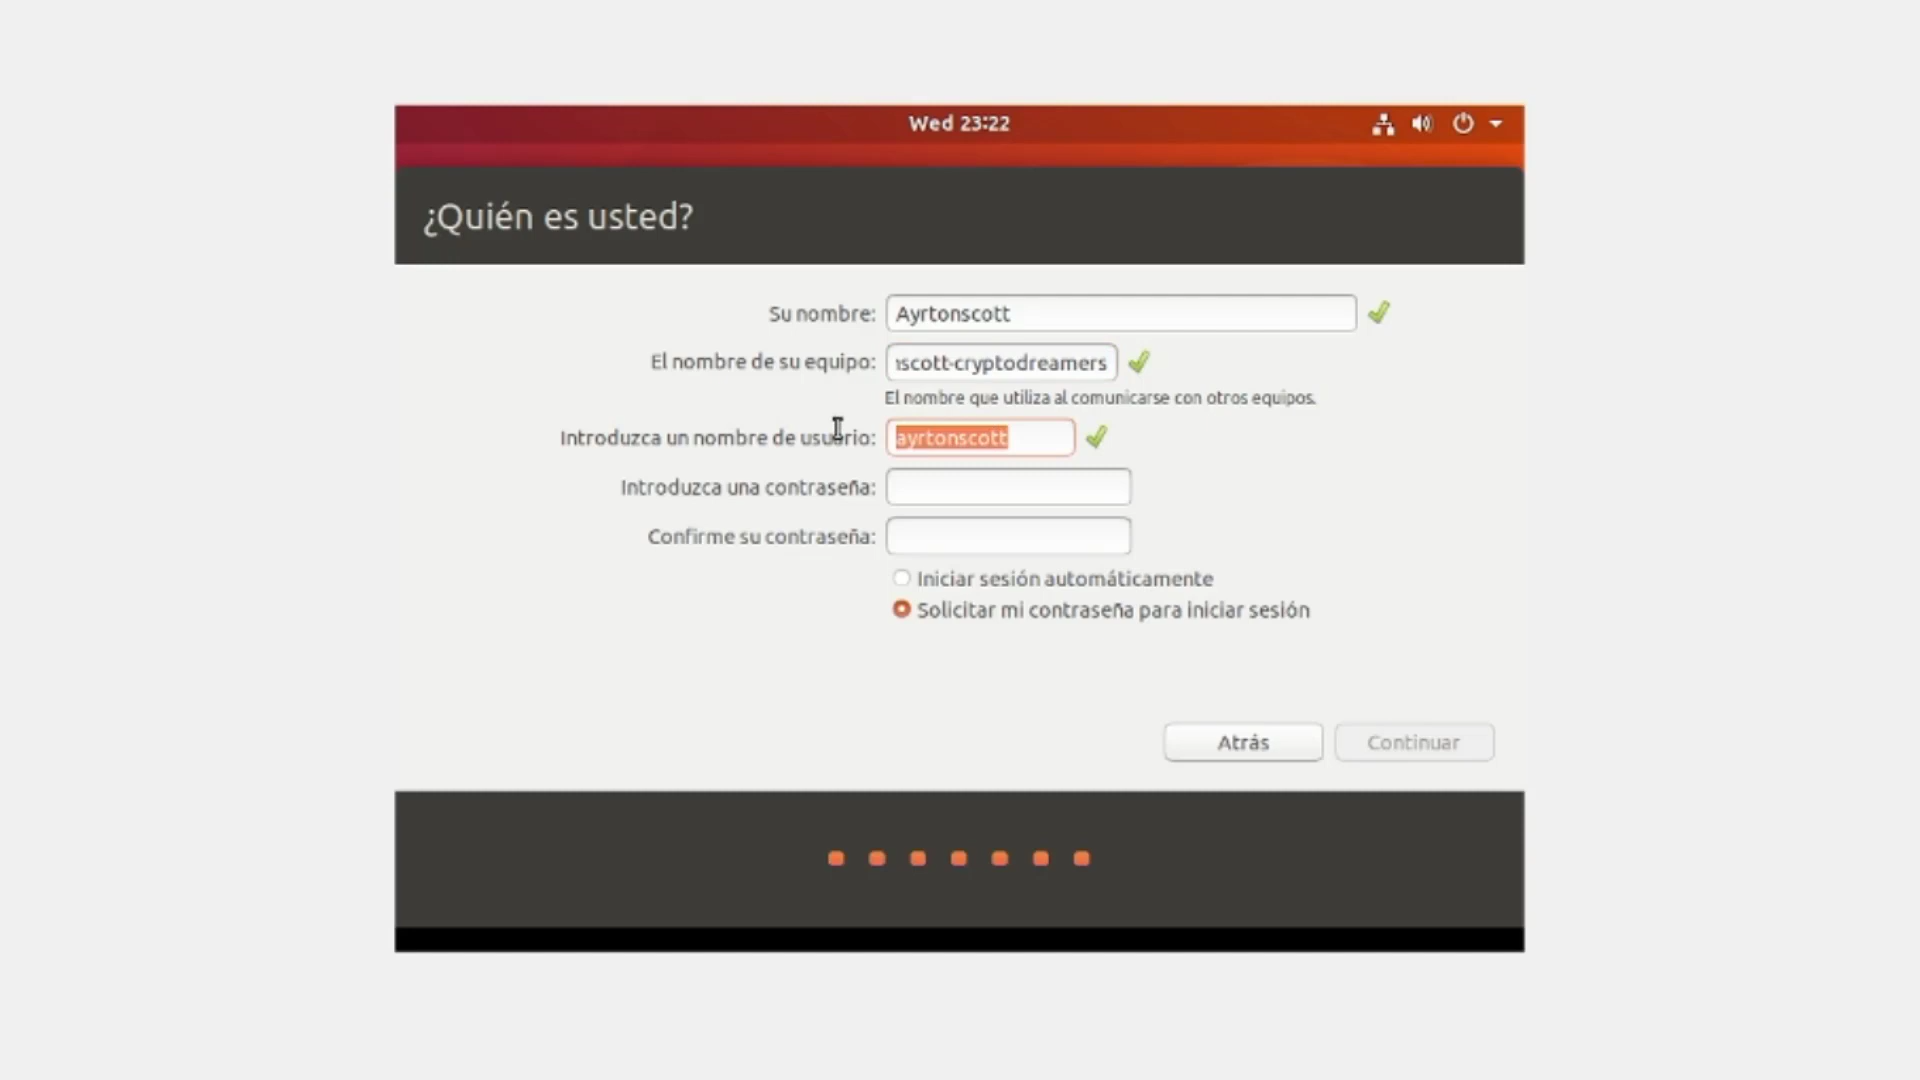 Wed 23:22
¿Quién es usted?
Su nombre: Ayrtonscott
El nombre de su equipo: scott-cryptodreamers
El nombre que utiliza al comunicarse con otros equipos.
Introduzca un nombre de usuario: ayrtonscott
Introduzca una contraseña:
Confirme su contraseña:
Iniciar sesión automáticamente
Solicitar mi contraseña para iniciar sesión
Atrás Continuar